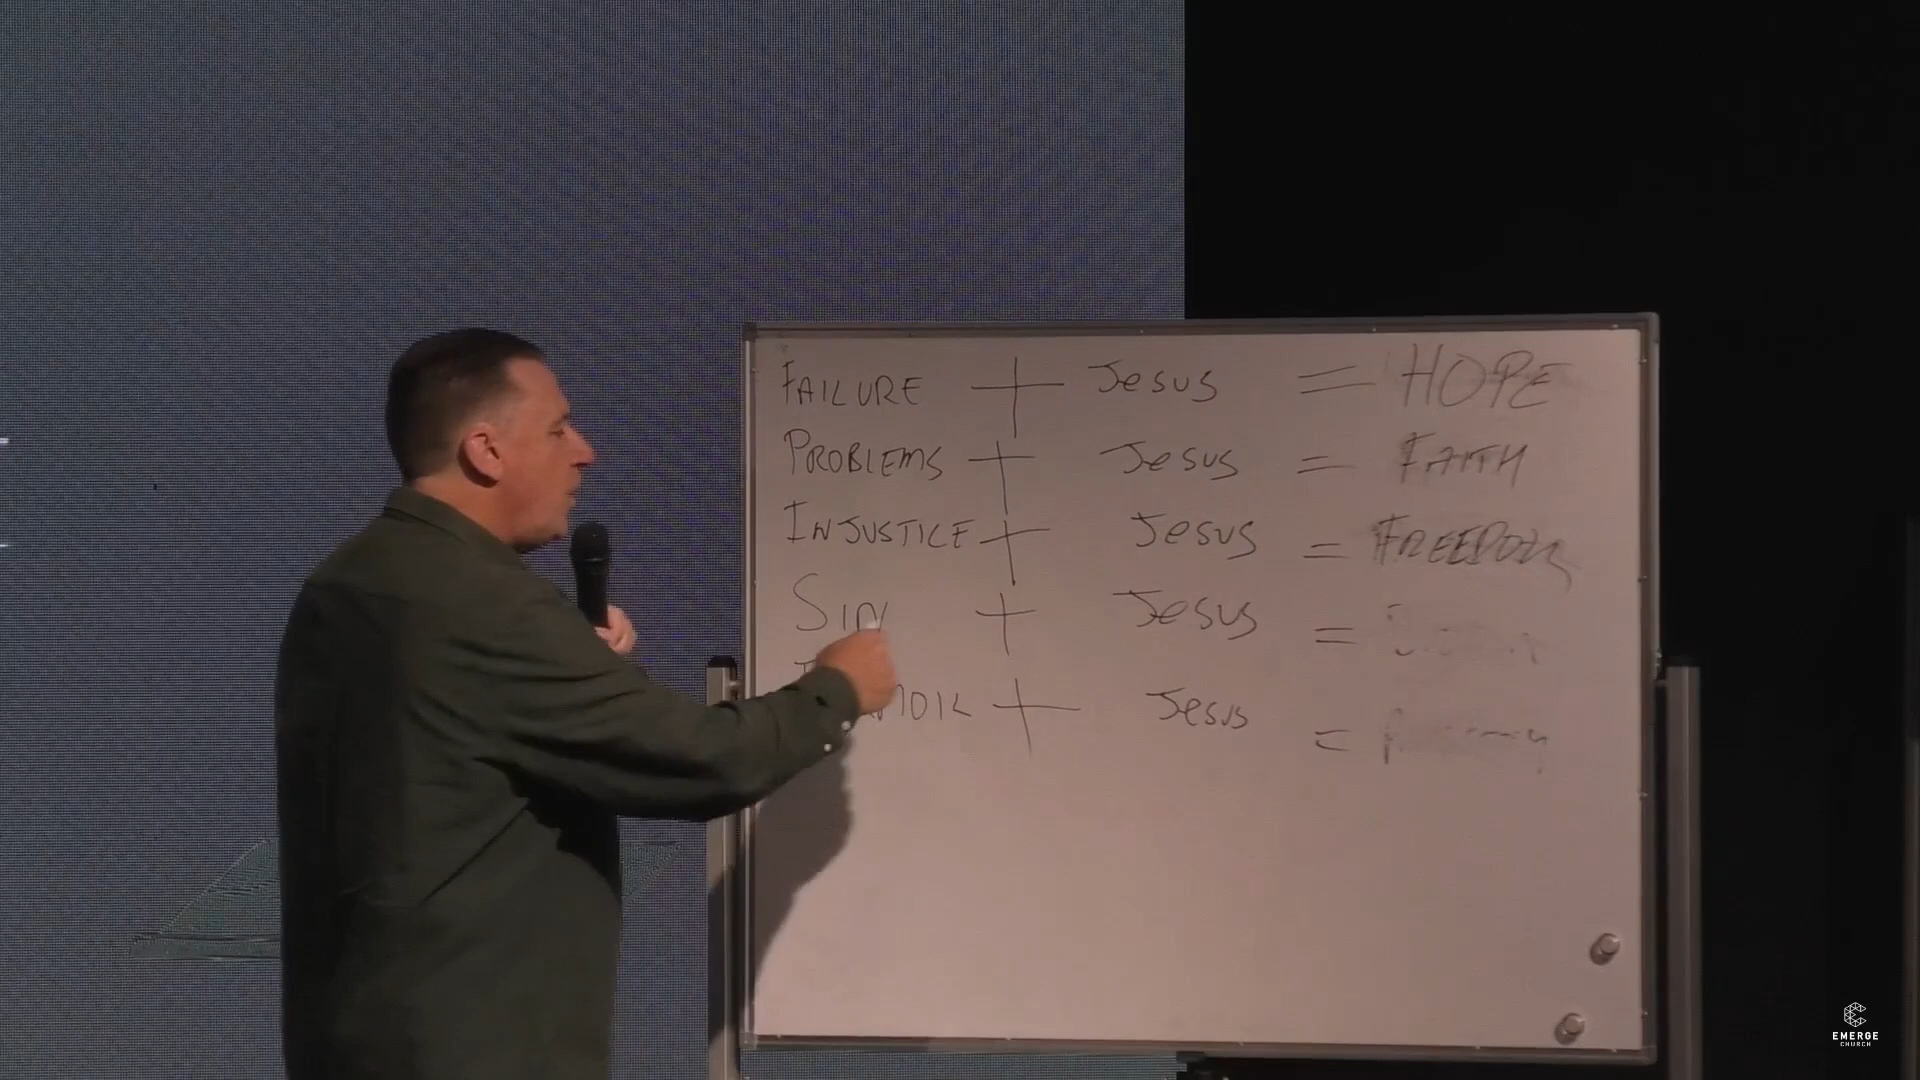 FAILURE + Jesus = HOPE
PROBLEMS + Jesus = FAITH
INJUSTICE + Jesus = FREEDOM
SIN + Jesus =
+ Jesus =
EMERGE
CHURCH